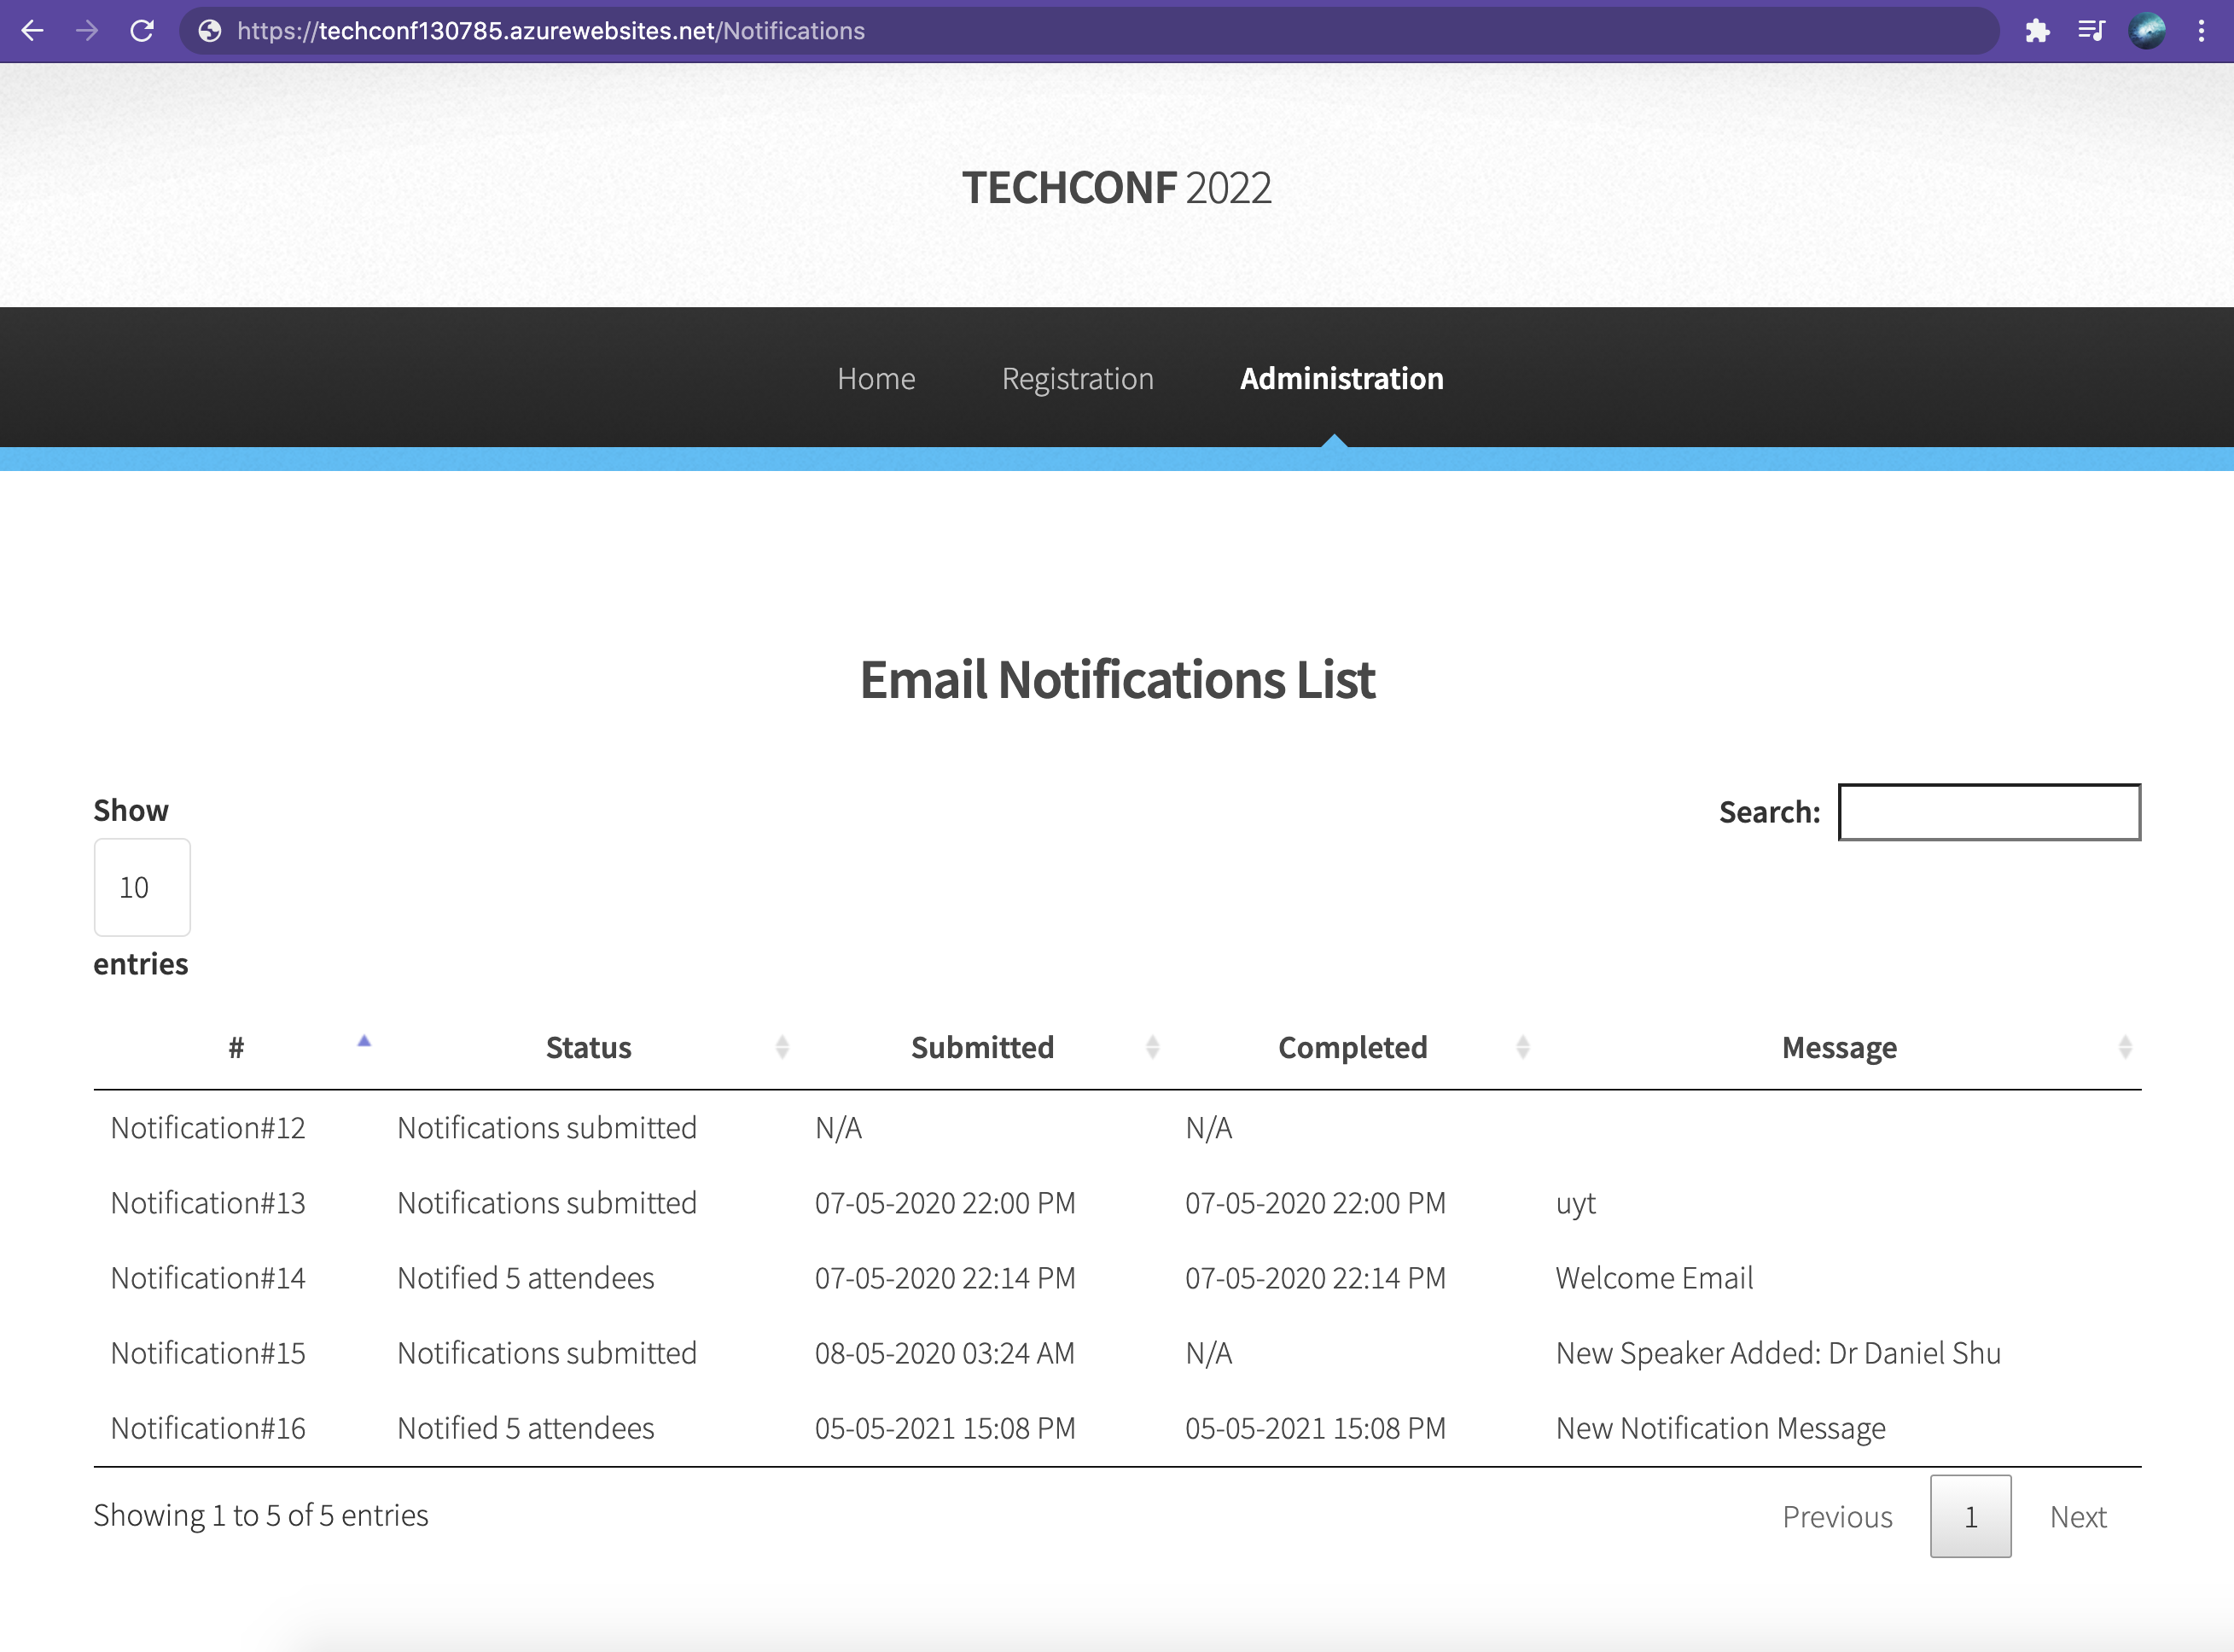 https://techconf130785.azurewebsites.net/Notifications
TECHCONF 2022
Home Registration Administration
Email Notifications List
Show
Search:
10
entries
# Status Submitted Completed Message
Notification#12 Notifications submitted N/A N/A
Notification#13 Notifications submitted 07-05-2020 22:00 PM 07-05-2020 22:00 PM uyt
Notification#14 Notified 5 attendees 07-05-2020 22:14 PM 07-05-2020 22:14 PM Welcome Email
Notification#15 Notifications submitted 08-05-2020 03:24 AM N/A New Speaker Added: Dr Daniel Shu
Notification#16 Notified 5 attendees 05-05-2021 15:08 PM 05-05-2021 15:08 PM New Notification Message
Showing 1 to 5 of 5 entries Previous 1 Next